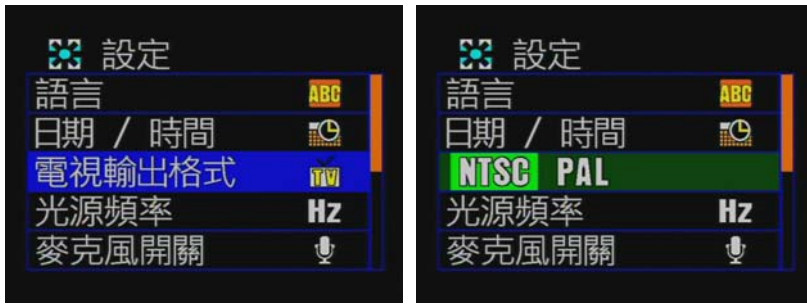 設定
語言 ABC
日期 / 時間
電視輸出格式 TV
光源頻率 Hz
麥克風開關
設定
語言 ABC
日期 / 時間
NTSC PAL
光源頻率 Hz
麥克風開關